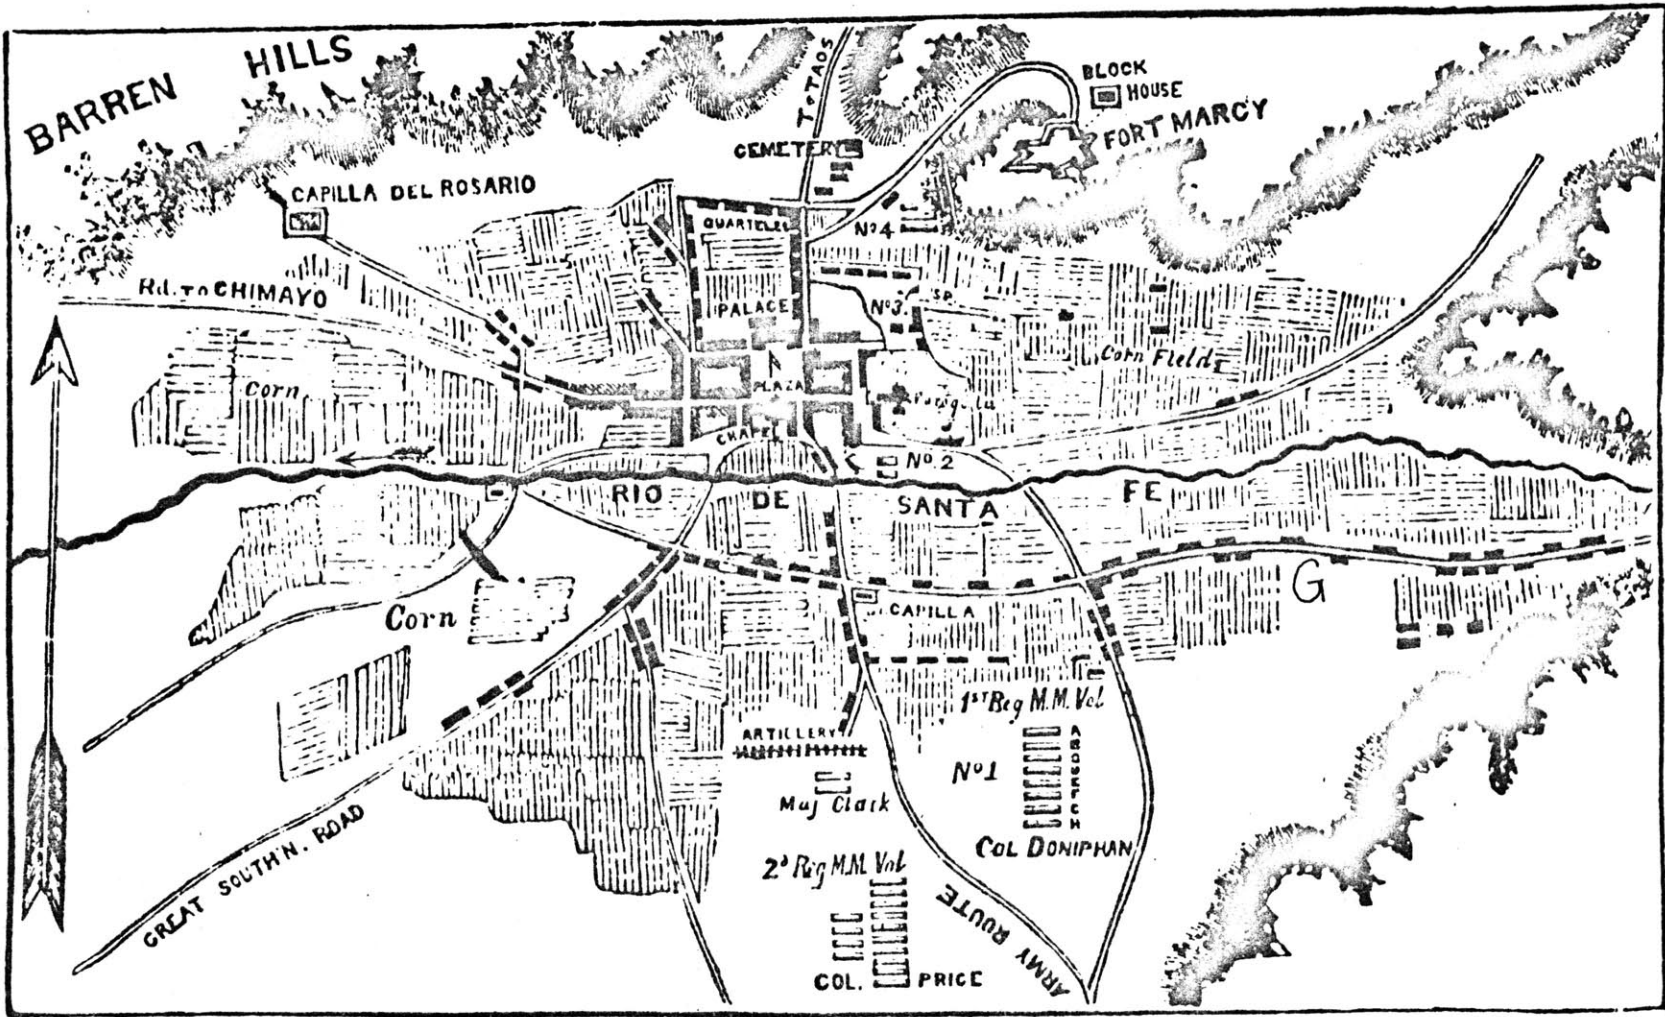 BARREN HILLS
To TAOS
BLOCK
HOUSE
FORT MARCY
CEMETERY
CAPILLA DEL ROSARIO
QUARTELES
No 4
Rd. To CHIMAYO
PALACE
No 3
SP.
Corn Fields
Corn
PLAZA
CHAPEL
No. 2
RIO DE SANTA FE
Corn
CAPILLA
G
1ST Reg M.M. Vol
ARTILLERY
A
No 1
H
Maj Clark
COL DONIPHAN
GREAT SOUTH'N. ROAD
2d Reg M.M. Vol
ARMY ROUTE
COL. PRICE